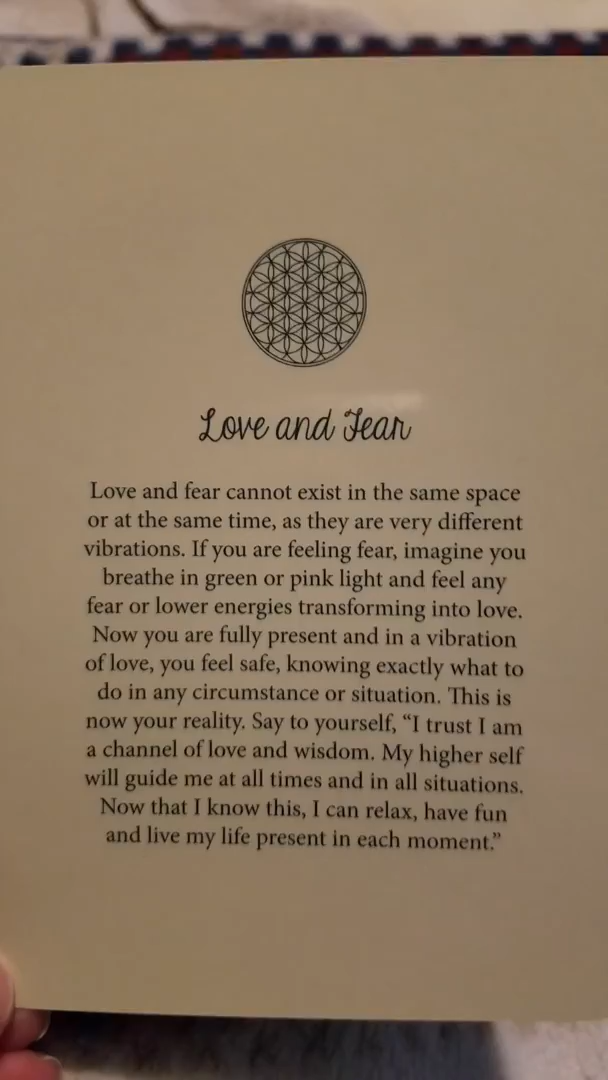 Love and Fear
Love and fear cannot exist in the same space
or at the same time, as they are very different
vibrations. If you are feeling fear, imagine you
breathe in green or pink light and feel any
fear or lower energies transforming into love.
Now you are fully present and in a vibration
of love, you feel safe, knowing exactly what to
do in any circumstance or situation. This is
now your reality. Say to yourself, “I trust I am
a channel of love and wisdom. My higher self
will guide me at all times and in all situations.
Now that I know this, I can relax, have fun
and live my life present in each moment.”